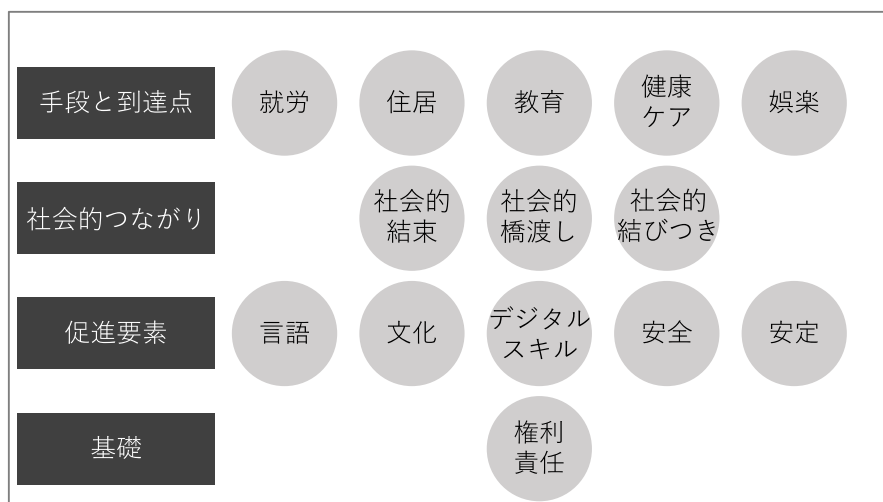 手段と到達点
就労
住居
教育
健康
ケア
娯楽
社会的つながり
社会的
結束
社会的
橋渡し
社会的
結びつき
促進要素
言語
文化
デジタル
スキル
安全
安定
基礎
権利
責任